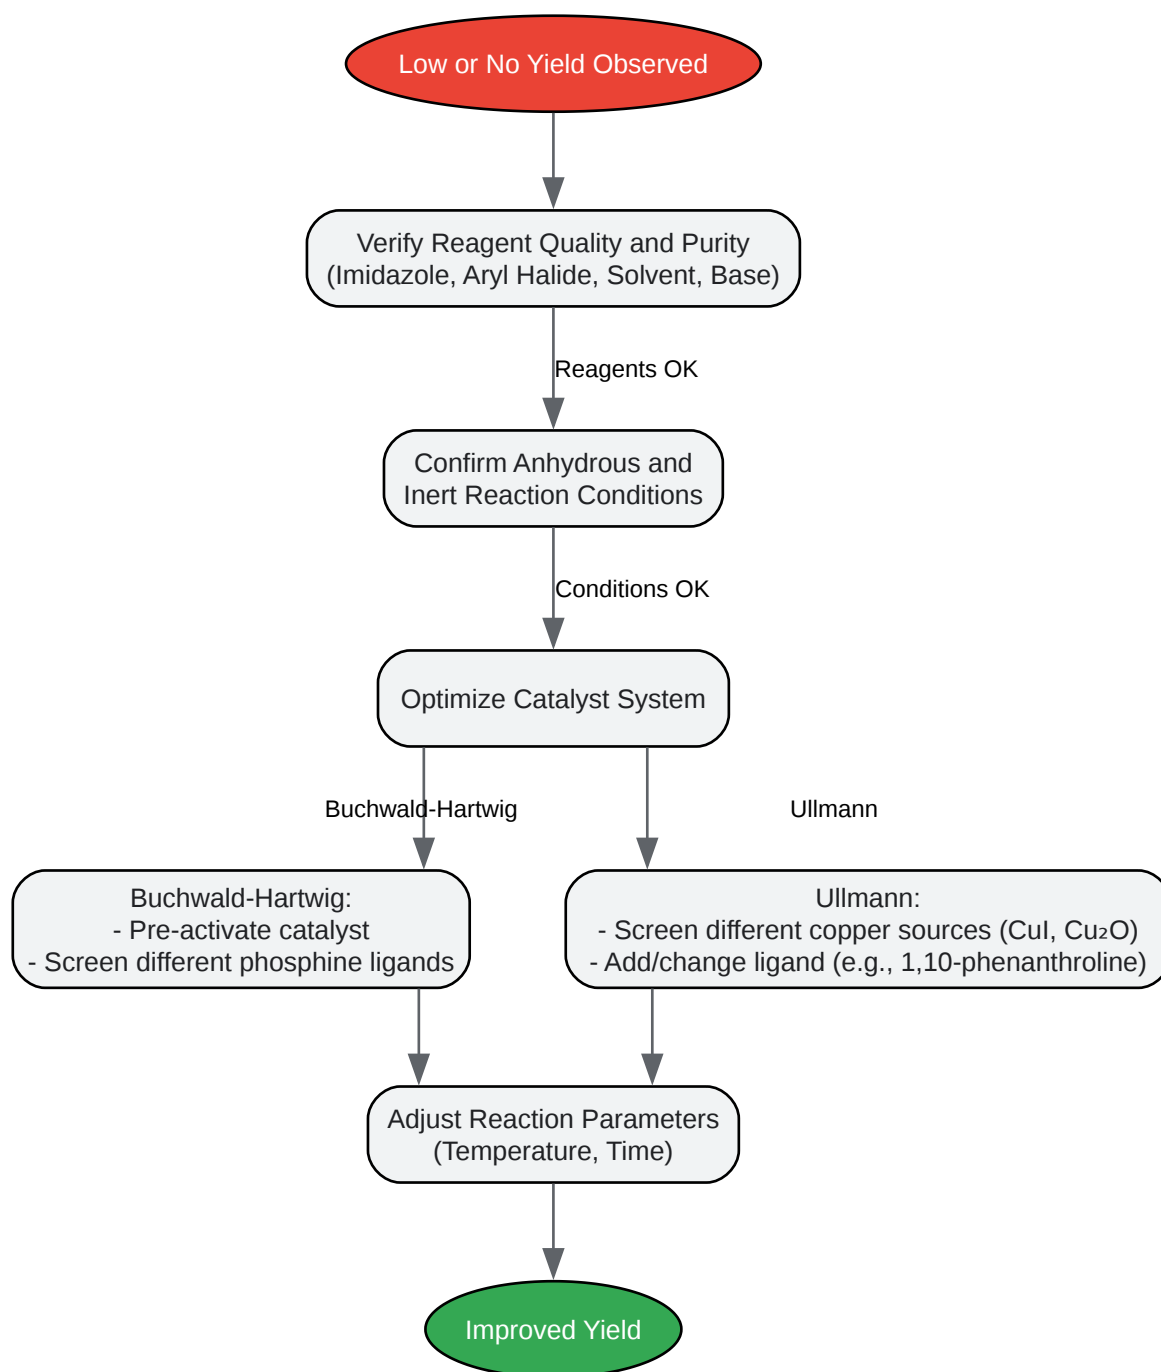 Low or No Yield Observed
Verify Reagent Quality and Purity
(Imidazole, Aryl Halide, Solvent, Base)
Reagents OK
Confirm Anhydrous and
Inert Reaction Conditions
Conditions OK
Optimize Catalyst System
Buchwald-Hartwig
Ullmann
Buchwald-Hartwig:
- Pre-activate catalyst
- Screen different phosphine ligands
Ullmann:
- Screen different copper sources (CuI, Cu₂O)
- Add/change ligand (e.g., 1,10-phenanthroline)
Adjust Reaction Parameters
(Temperature, Time)
Improved Yield